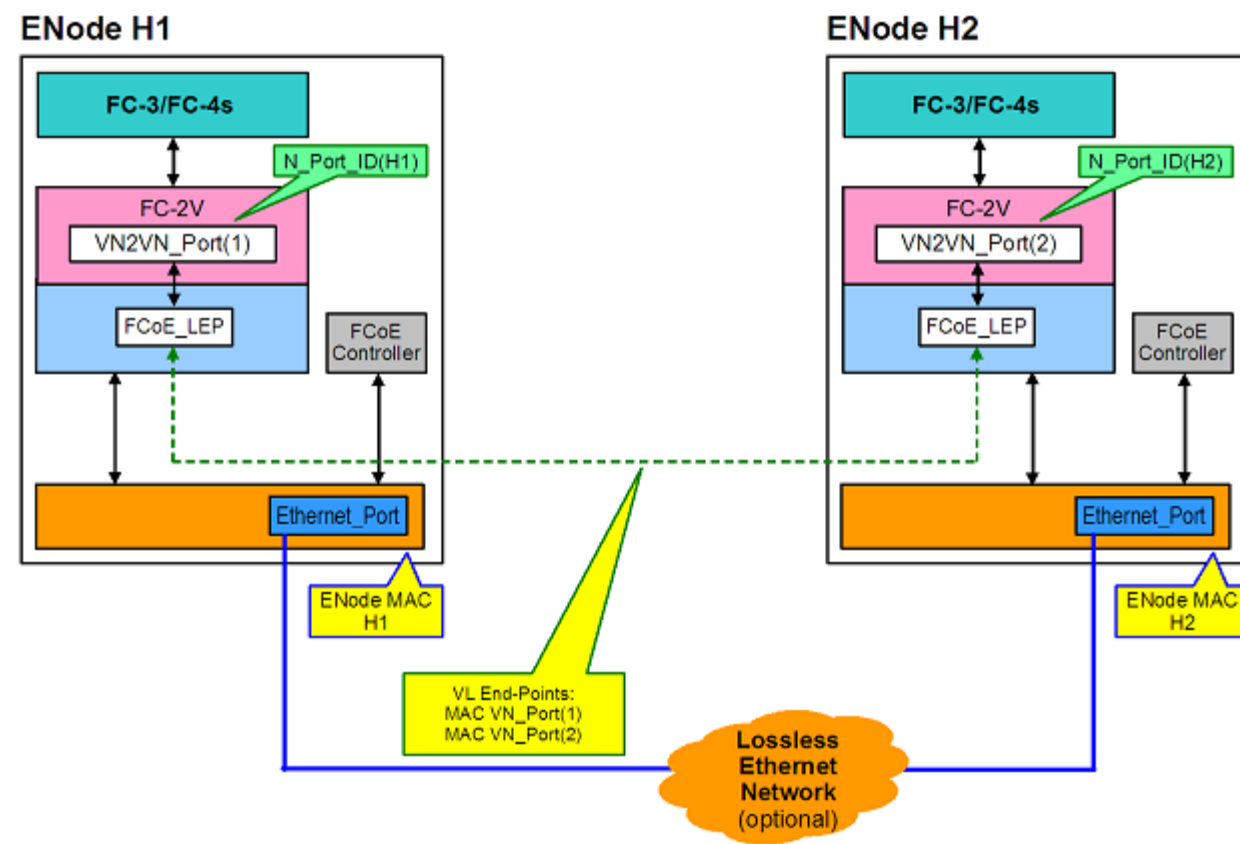 ENode H1
ENode H2
FC-3/FC-4s
FC-3/FC-4s
N_Port_ID(H1)
N_Port_ID(H2)
FC-2V
FC-2V
VN2VN_Port(1)
VN2VN_Port(2)
FCoE_LEP
FCoE
Controller
FCoE_LEP
FCoE
Controller
Ethernet_Port
Ethernet_Port
ENode MAC
H1
ENode MAC
H2
VL End-Points:
MAC VN_Port(1)
MAC VN_Port(2)
Lossless
Ethernet
Network
(optional)